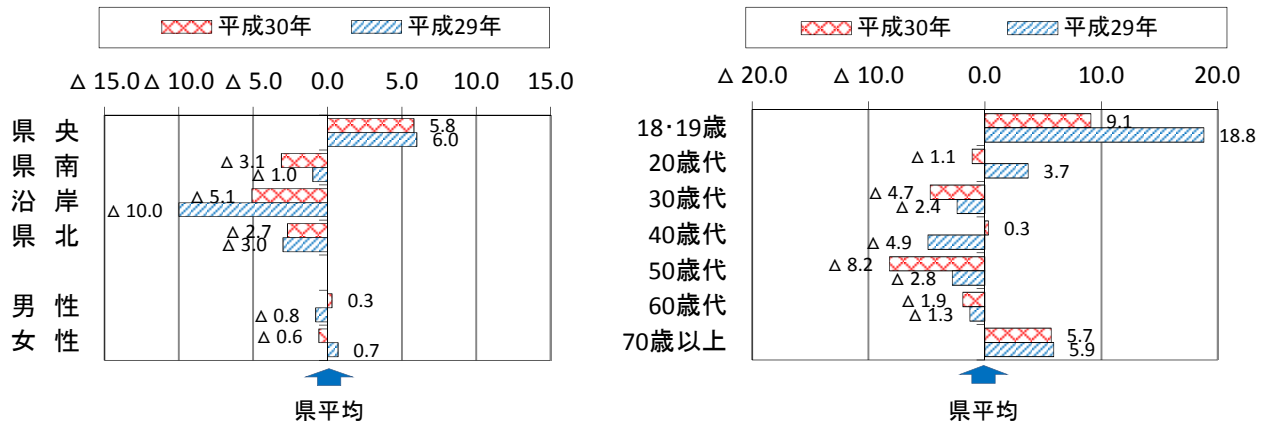 平成30年 平成29年
△ 15.0 △ 10.0 △ 5.0 0.0 5.0 10.0 15.0
県 央 5.8
6.0
県 南 △ 3.1
△ 1.0
沿 岸 △ 5.1
△ 10.0
県 北 △ 2.7
△ 3.0
男 性 0.3
△ 0.8
女 性 △ 0.6
0.7
県平均
平成30年 平成29年
△ 20.0 △ 10.0 0.0 10.0 20.0
18･19歳 9.1
18.8
20歳代 △ 1.1
3.7
30歳代 △ 4.7
△ 2.4
40歳代 0.3
△ 4.9
50歳代 △ 8.2
△ 2.8
60歳代 △ 1.9
△ 1.3
70歳以上 5.7
5.9
県平均